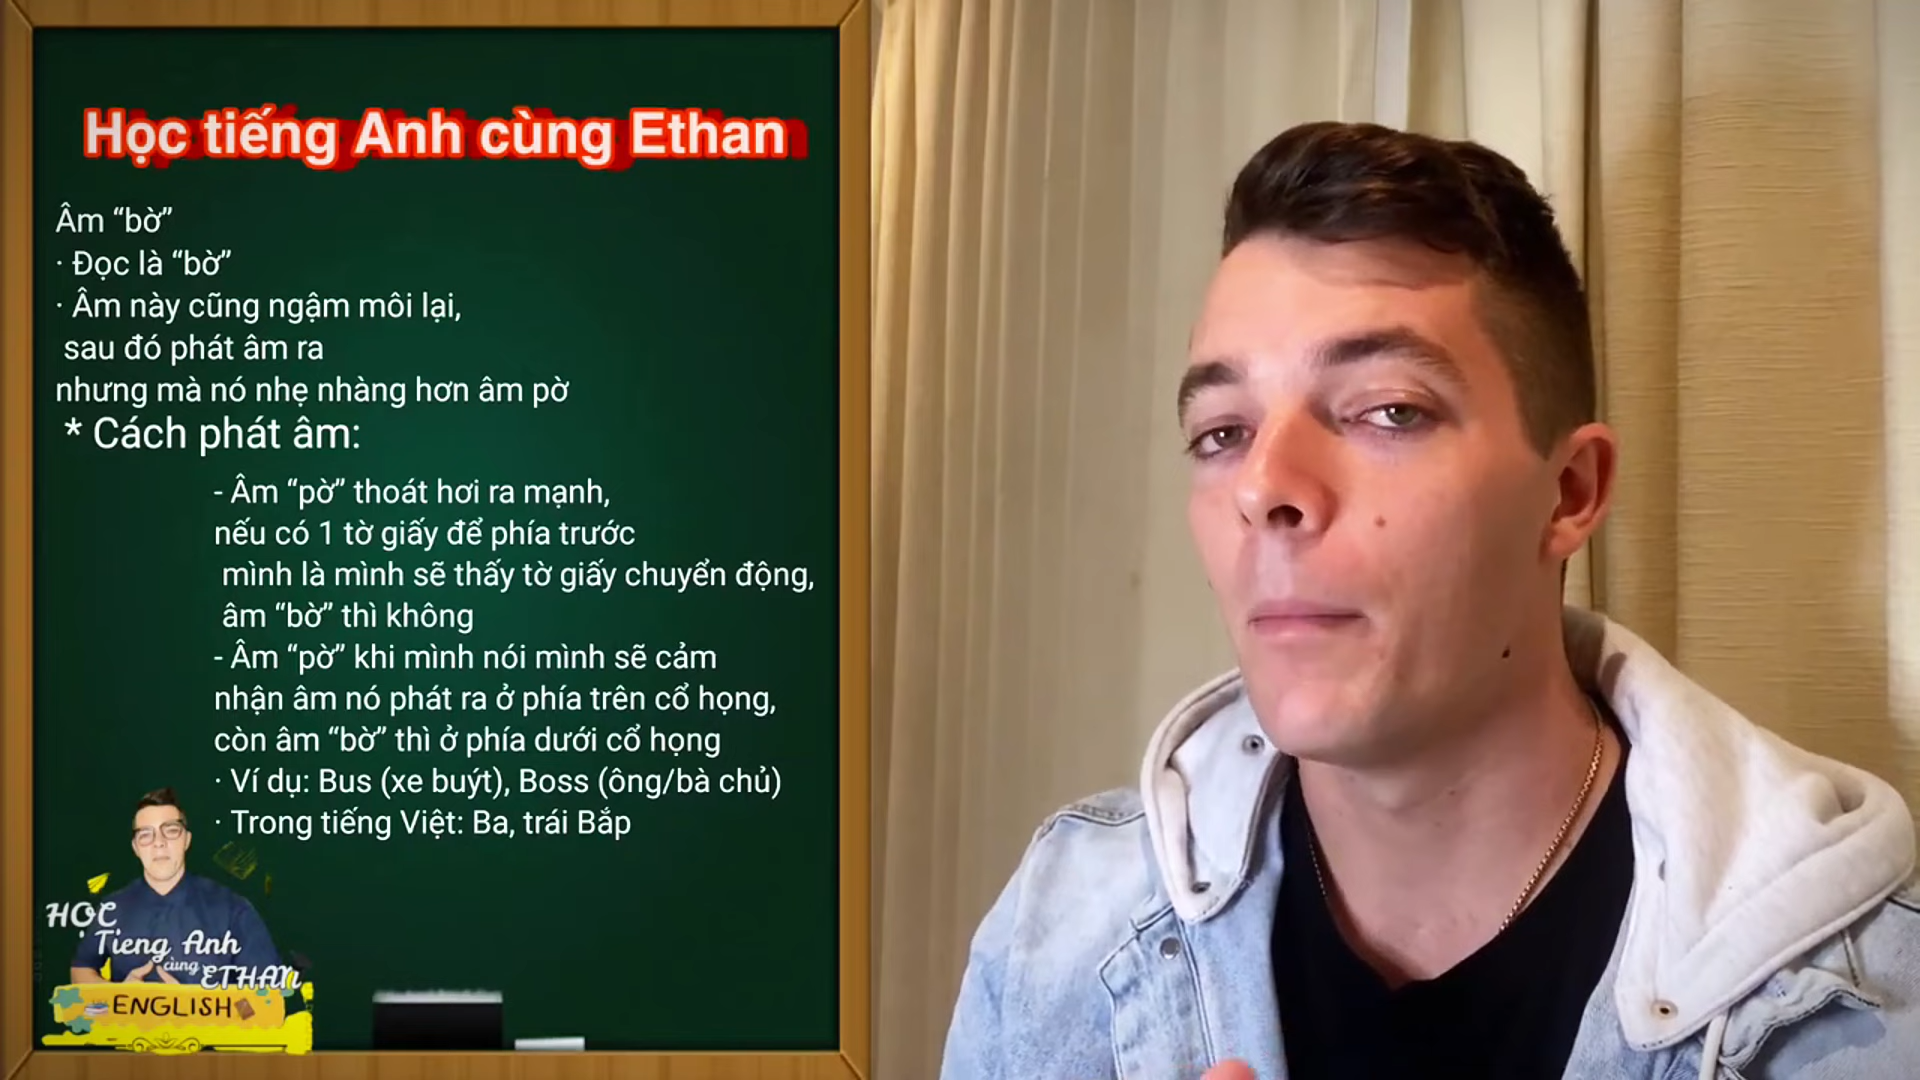 Học tiếng Anh cùng Ethan
Âm “bờ”
· Đọc là “bờ”
· Âm này cũng ngậm môi lại,
sau đó phát âm ra
nhưng mà nó nhẹ nhàng hơn âm pờ
* Cách phát âm:
- Âm “pờ” thoát hơi ra mạnh,
nếu có 1 tờ giấy để phía trước
mình là mình sẽ thấy tờ giấy chuyển động,
âm “bờ” thì không
- Âm “pờ” khi mình nói mình sẽ cảm
nhận âm nó phát ra ở phía trên cổ họng,
còn âm “bờ” thì ở phía dưới cổ họng
· Ví dụ: Bus (xe buýt), Boss (ông/bà chủ)
· Trong tiếng Việt: Ba, trái Bắp
HỌC
Tieng Anh
cùng ETHAN
ENGLISH